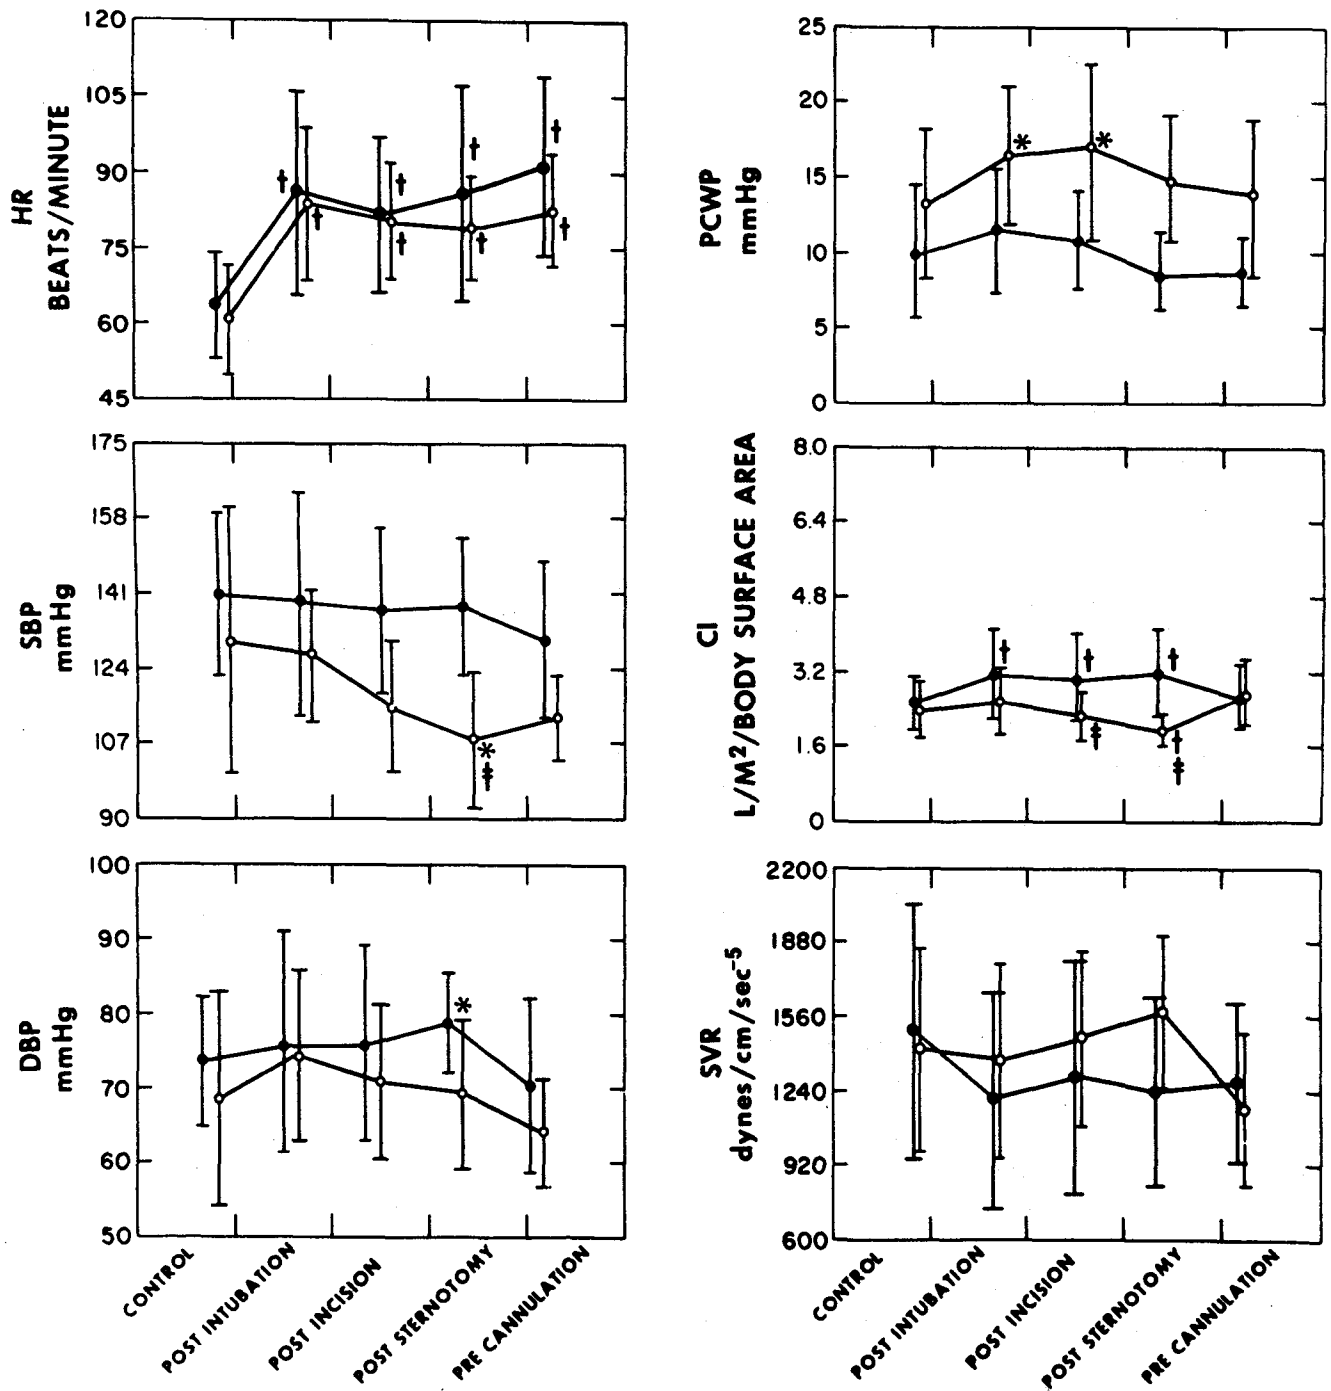 HR
BEATS/MINUTE
120
105
90
75
60
45
†
†
†
†
†
†
†
†
PCWP
mmHg
25
20
15
10
5
0
*
*
SBP
mmHg
175
158
141
124
107
90
*
‡
CI
L/M²/BODY SURFACE AREA
8.0
6.4
4.8
3.2
1.6
0
†
†
†
‡
†
‡
DBP
mmHg
100
90
80
70
60
50
*
CONTROL
POST INTUBATION
POST INCISION
POST STERNOTOMY
PRE CANNULATION
SVR
dynes/cm/sec⁻⁵
2200
1880
1560
1240
920
600
CONTROL
POST INTUBATION
POST INCISION
POST STERNOTOMY
PRE CANNULATION